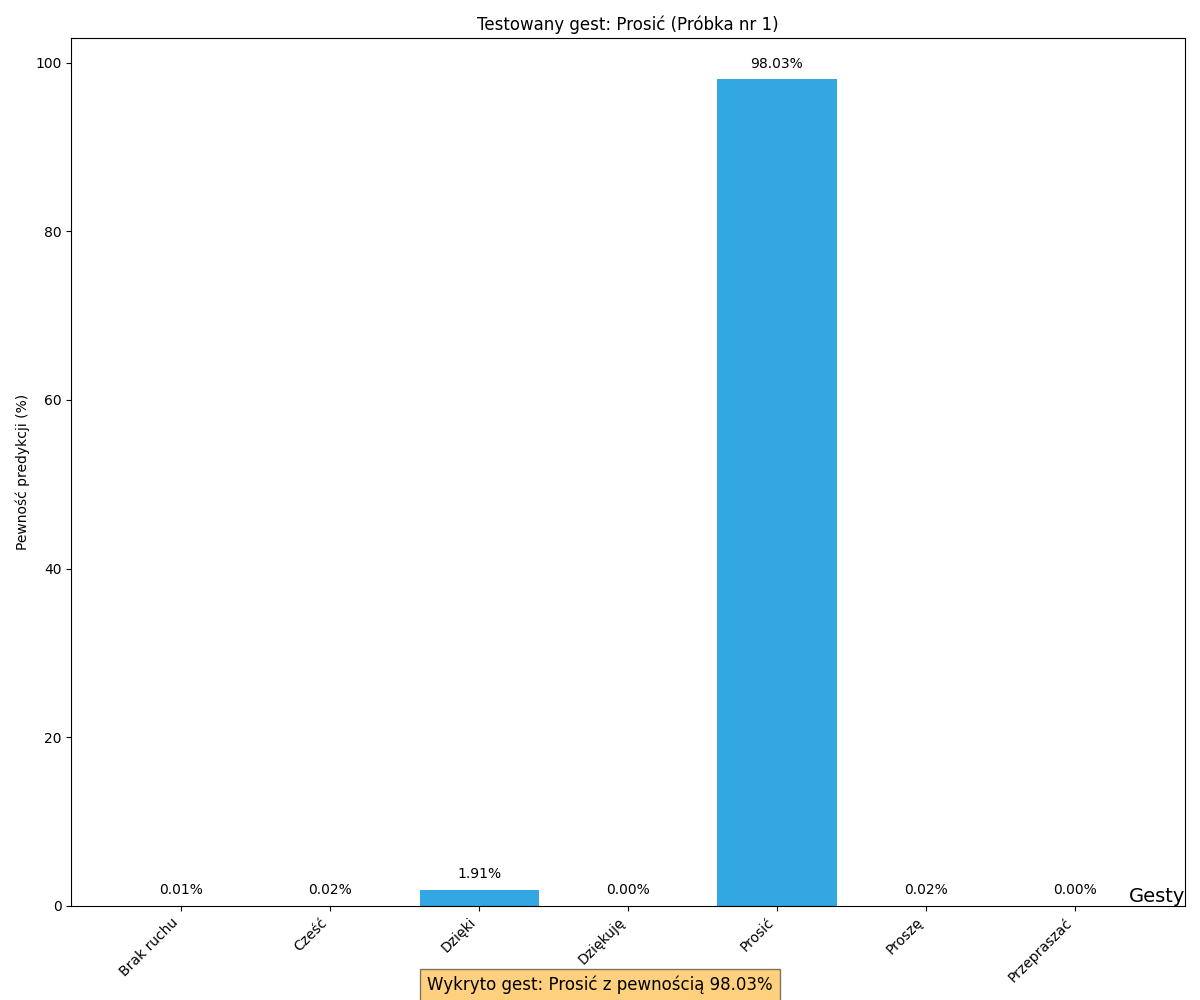 Testowany gest: Prosić (Próbka nr 1)
Pewność predykcji (%)
100
80
60
40
20
0
0.01%
0.02%
1.91%
0.00%
98.03%
0.02%
0.00%
Gesty
Brak ruchu
Cześć
Dzięki
Dziękuję
Prosić
Proszę
Przepraszać
Wykryto gest: Prosić z pewnością 98.03%